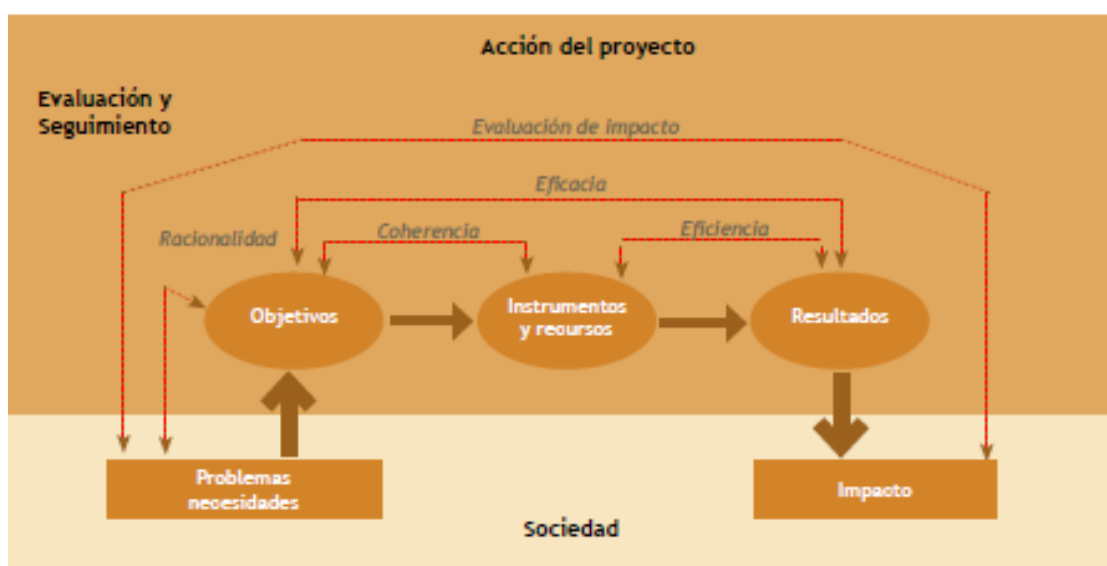 Acción del proyecto
Evaluación y
Seguimiento
Evaluación de impacto
Eficacia
Racionalidad
Coherencia
Eficiencia
Objetivos
Instrumentos
y recursos
Resultados
Problemas
necesidades
Impacto
Sociedad